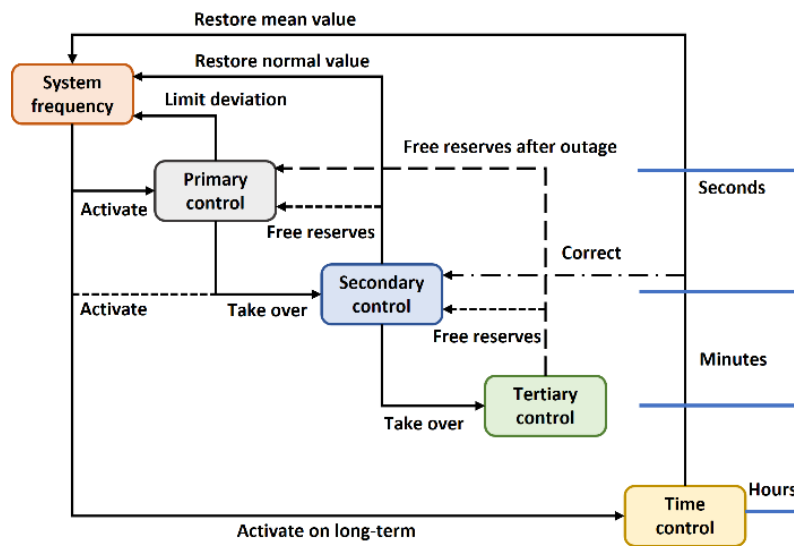 Restore mean value
Restore normal value
System
frequency
Limit deviation
Free reserves after outage
Primary
control
Seconds
Activate
Free reserves
Correct
Secondary
control
Activate
Take over
Free reserves
Minutes
Tertiary
control
Take over
Hours
Time
control
Activate on long-term